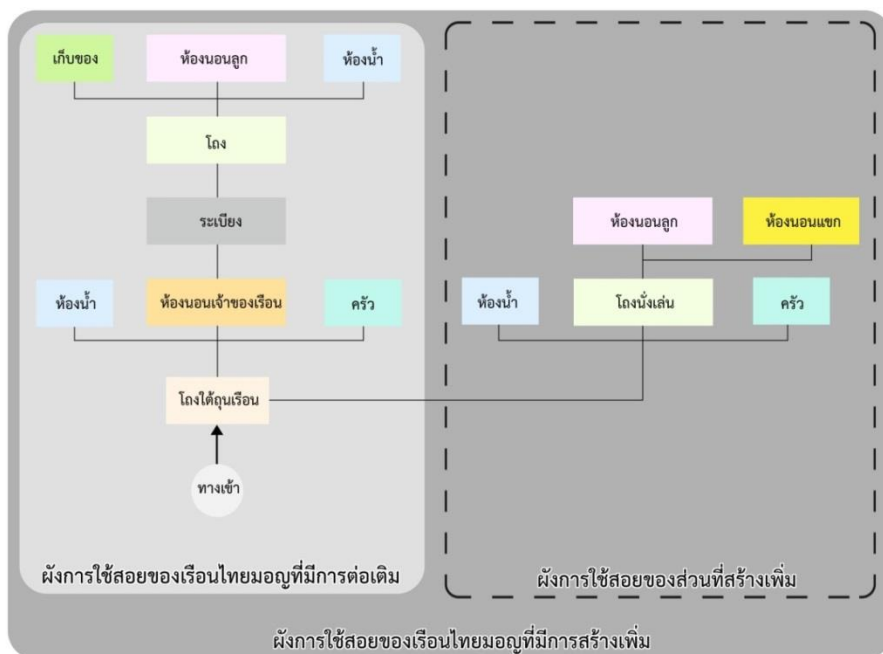 เก็บของ
ห้องนอนลูก
ห้องน้ำ
โถง
ระเบียง
ห้องน้ำ
ห้องนอนเจ้าของเรือน
ครัว
โถงใต้ถุนเรือน
ทางเข้า
ผังการใช้สอยของเรือนไทยมอญที่มีการต่อเติม
ห้องนอนลูก
ห้องนอนแขก
ห้องน้ำ
โถงนั่งเล่น
ครัว
ผังการใช้สอยของส่วนที่สร้างเพิ่ม
ผังการใช้สอยของเรือนไทยมอญที่มีการสร้างเพิ่ม